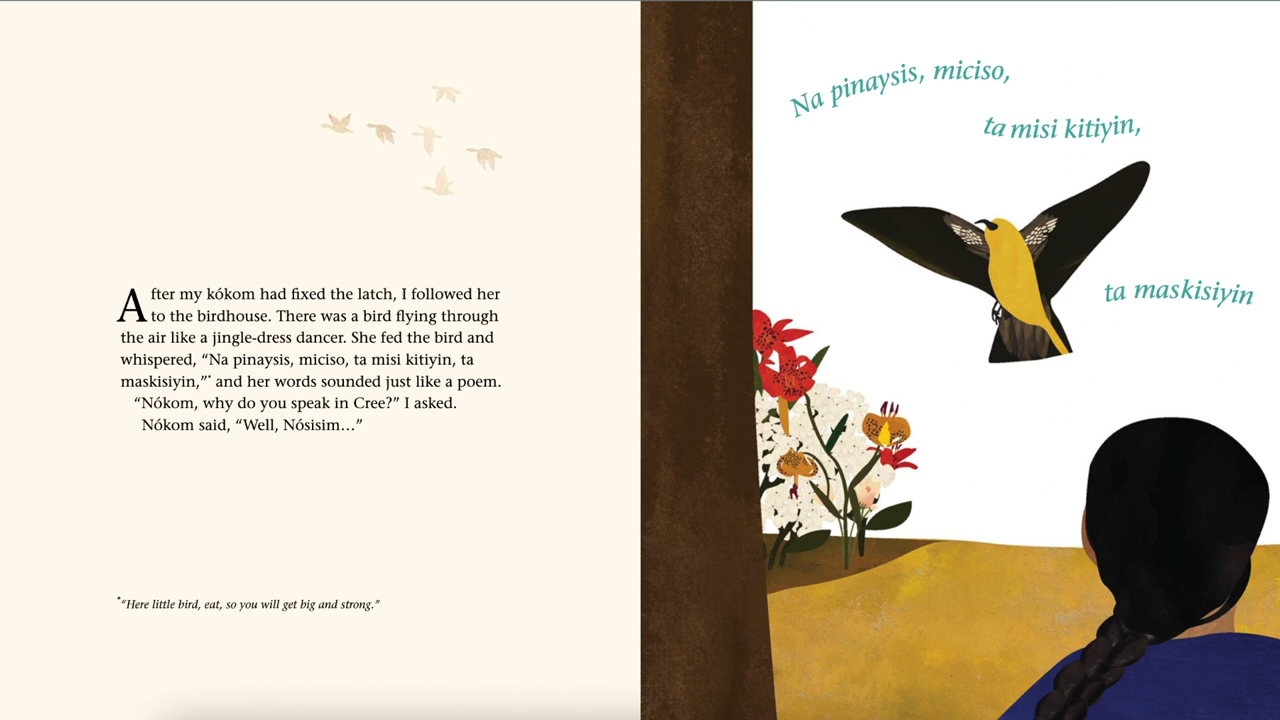 After my kókom had fixed the latch, I followed her
to the birdhouse. There was a bird flying through
the air like a jingle-dress dancer. She fed the bird and
whispered, “Na pinaysis, miciso, ta misi kitiyin, ta
maskisiyin,”* and her words sounded just like a poem.
“Nókom, why do you speak in Cree?” I asked.
Nókom said, “Well, Nósisim…”
*“Here little bird, eat, so you will get big and strong.”
Na pinaysis, miciso,
ta misi kitiyin,
ta maskisiyin